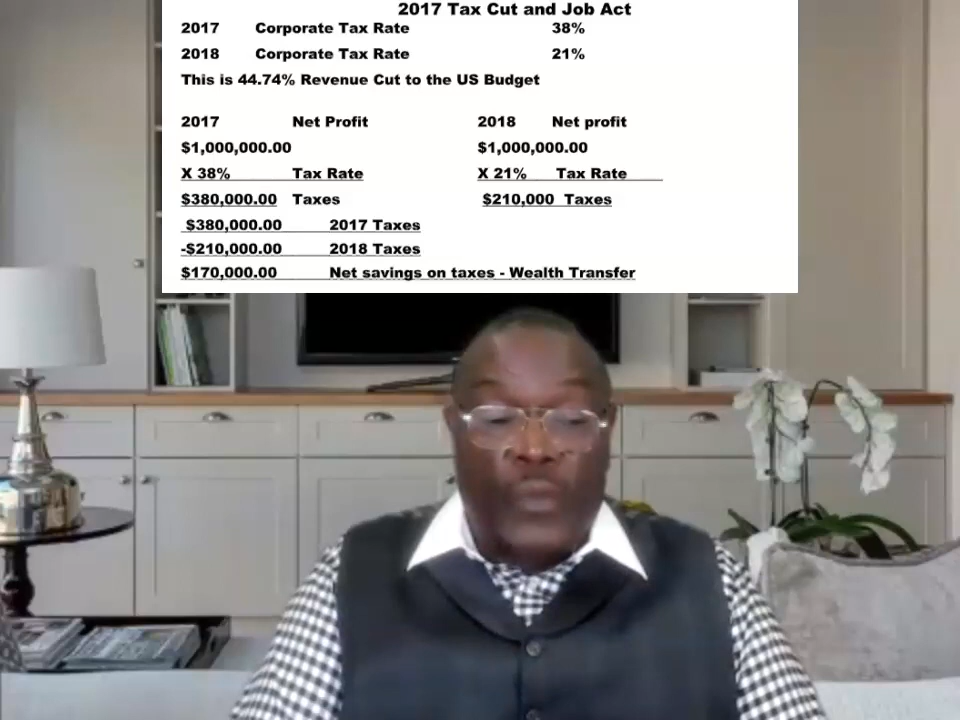 2017 Tax Cut and Job Act
2017 Corporate Tax Rate 38%
2018 Corporate Tax Rate 21%
This is 44.74% Revenue Cut to the US Budget
2017 Net Profit 2018 Net profit
$1,000,000.00 $1,000,000.00
X 38% Tax Rate X 21% Tax Rate
$380,000.00 Taxes $210,000 Taxes
$380,000.00 2017 Taxes
-$210,000.00 2018 Taxes
$170,000.00 Net savings on taxes - Wealth Transfer